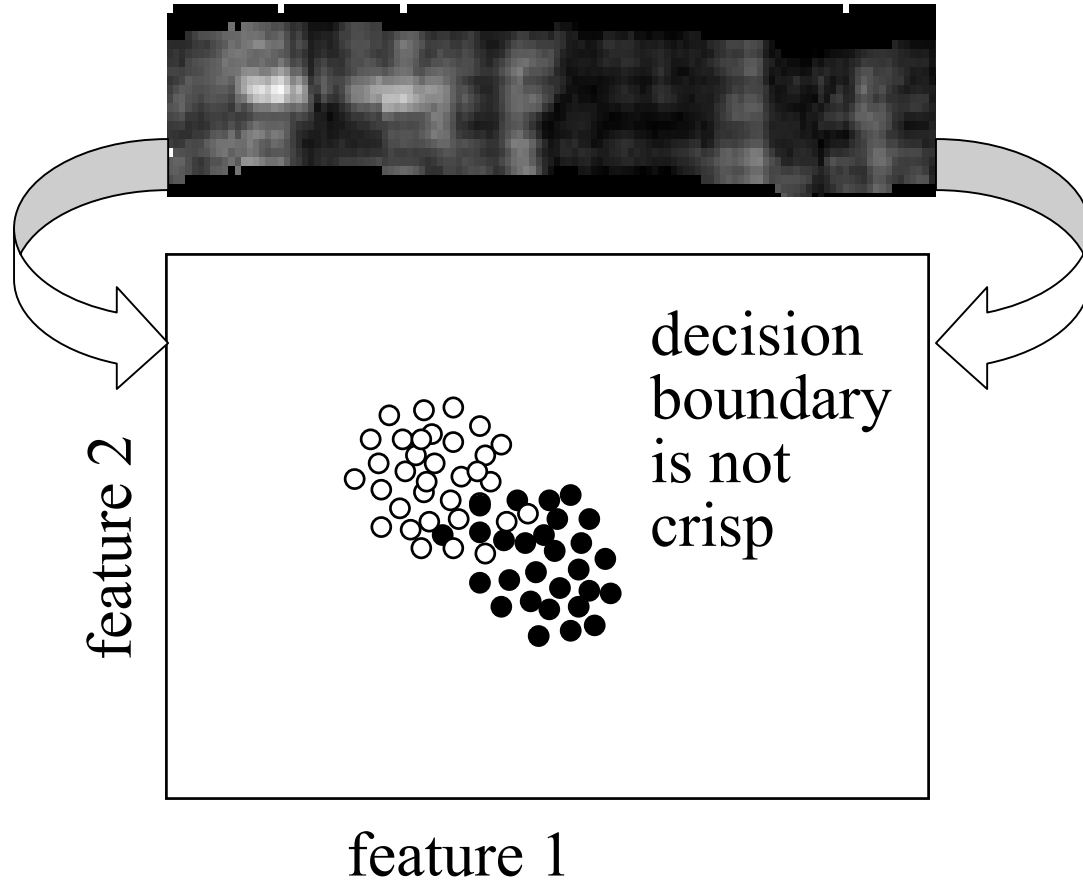 decision
boundary
is not
crisp
feature 2
feature 1